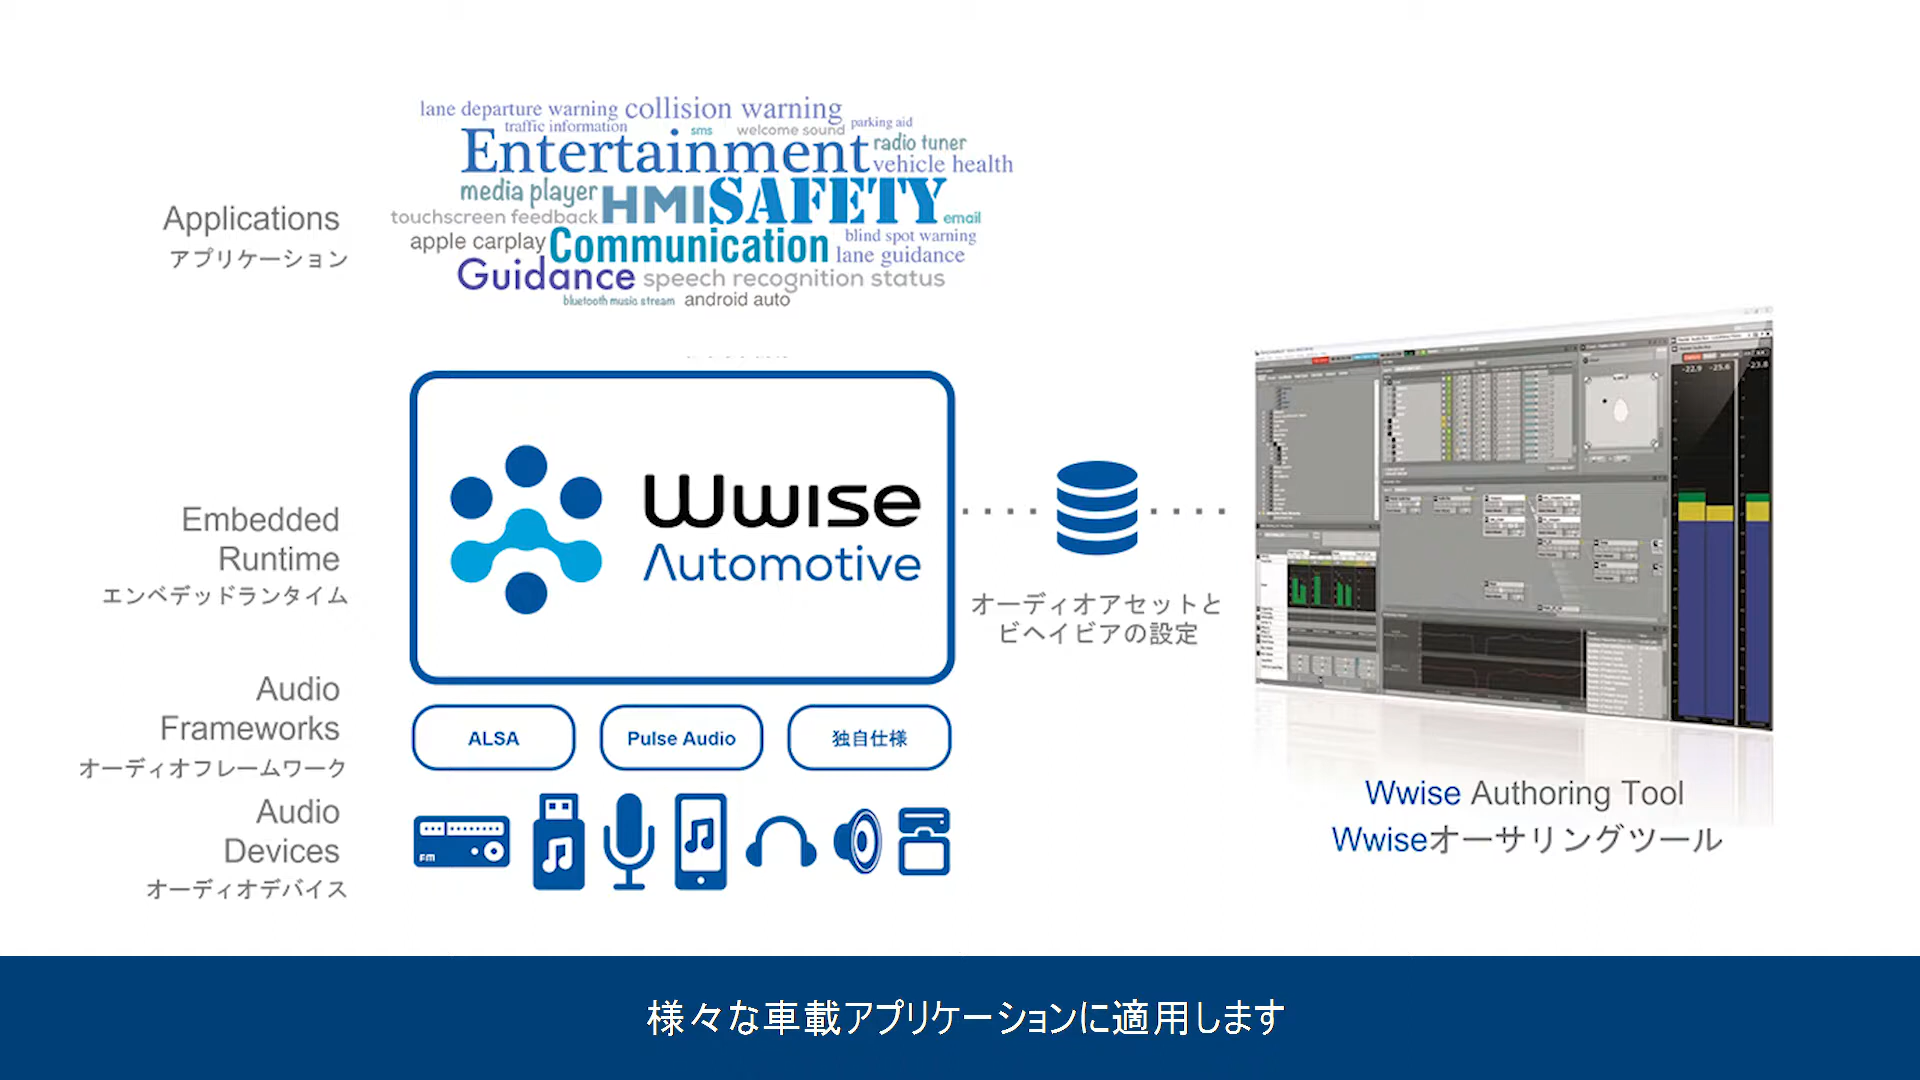 lane departure warning collision warning
traffic information sms welcome sound parking aid
Entertainment radio tuner
vehicle health
media player HMI SAFETY
touchscreen feedback email
apple carplay Communication blind spot warning
lane guidance
Guidance speech recognition status
bluetooth music stream android auto
Applications
アプリケーション
Wwise
Automotive
Embedded
Runtime
エンベデッドランタイム
オーディオアセットと
ビヘイビアの設定
-22.9 -25.6 -23.8
Audio
Frameworks
オーディオフレームワーク
ALSA
Pulse Audio
独自仕様
Audio
Devices
オーディオデバイス
FM
Wwise Authoring Tool
Wwiseオーサリングツール
様々な車載アプリケーションに適用します